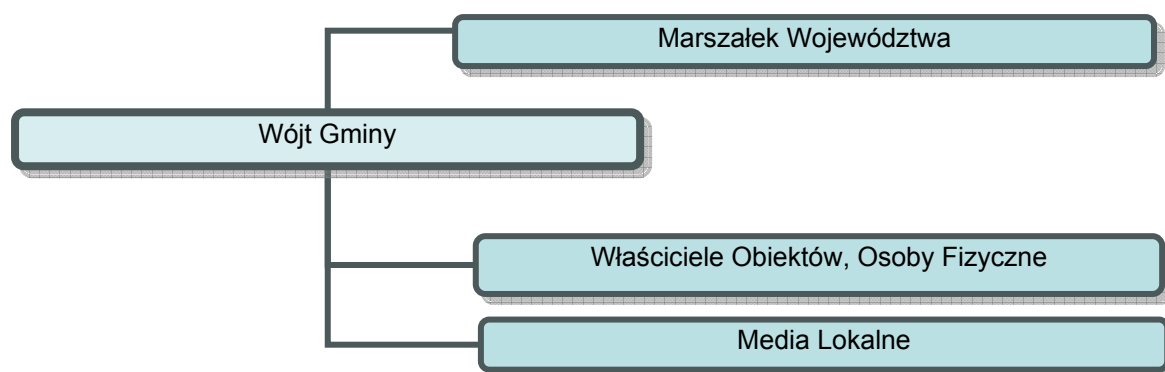 Marszałek Województwa
Wójt Gminy
Właściciele Obiektów, Osoby Fizyczne
Media Lokalne